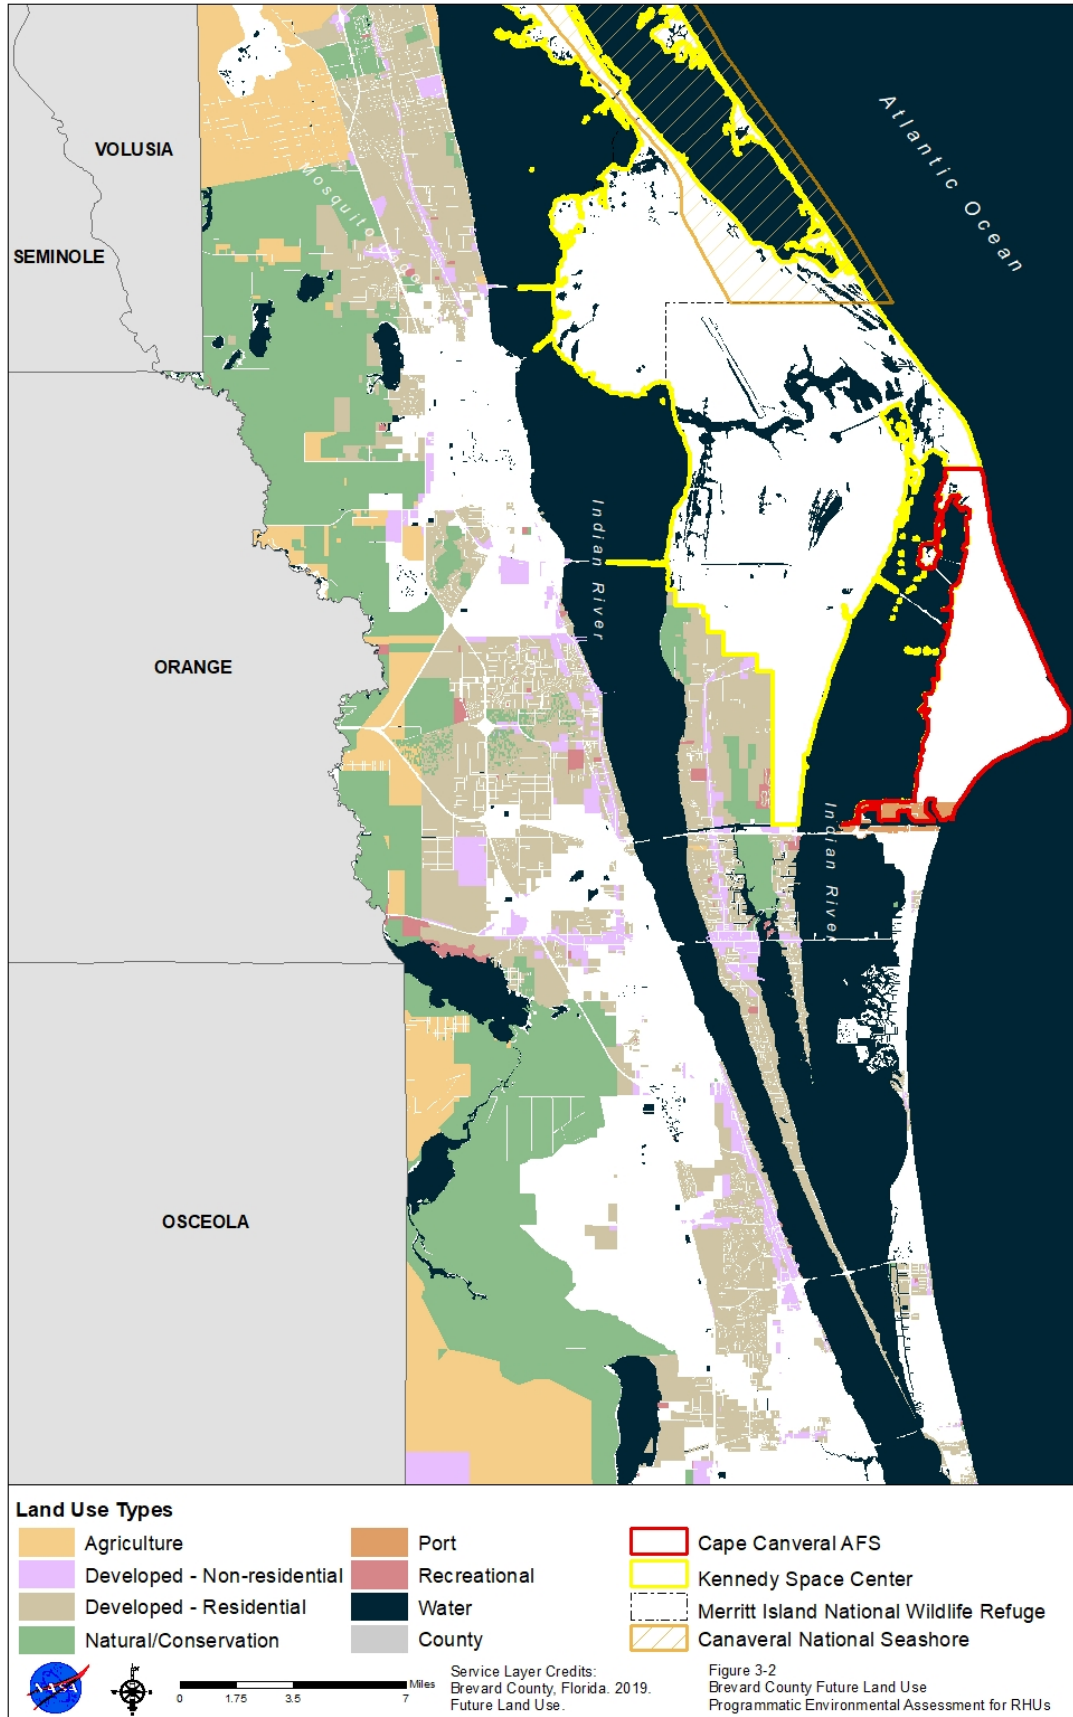 VOLUSIA
SEMINOLE
ORANGE
OSCEOLA
Mosquito Lagoon
Atlantic Ocean
Indian River
Indian River
Land Use Types
Agriculture
Developed - Non-residential
Developed - Residential
Natural/Conservation
Port
Recreational
Water
County
Cape Canveral AFS
Kennedy Space Center
Merritt Island National Wildlife Refuge
Canaveral National Seashore
NASA
0 1.75 3.5 7 Miles
Service Layer Credits:
Brevard County, Florida. 2019.
Future Land Use.
Figure 3-2
Brevard County Future Land Use
Programmatic Environmental Assessment for RHUs